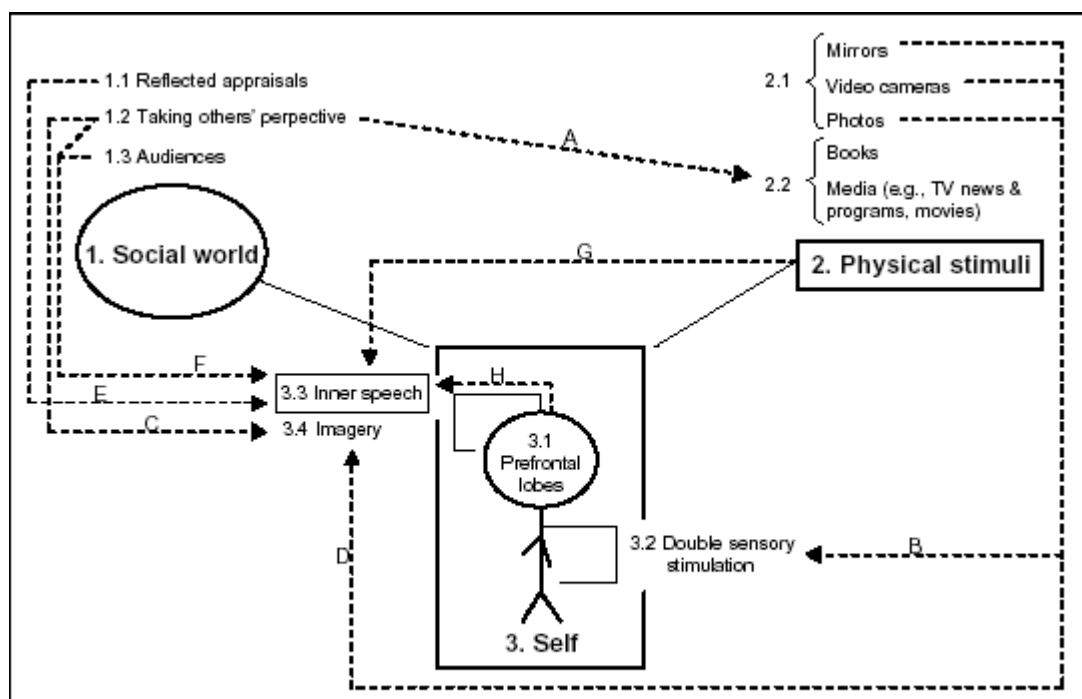 1.1 Reflected appraisals
1.2 Taking others' perpective
1.3 Audiences
1. Social world
A
2.1
Mirrors
Video cameras
Photos
2.2
Books
Media (e.g., TV news &
programs, movies)
2. Physical stimuli
G
F
E
C
3.3 Inner speech
3.4 Imagery
H
3.1
Prefrontal
lobes
D
3.2 Double sensory
stimulation
B
3. Self